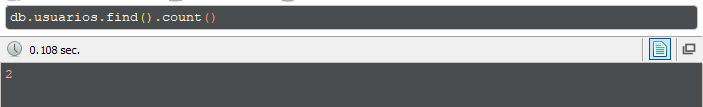 db.usuarios.find().count()
0.108 sec.
2